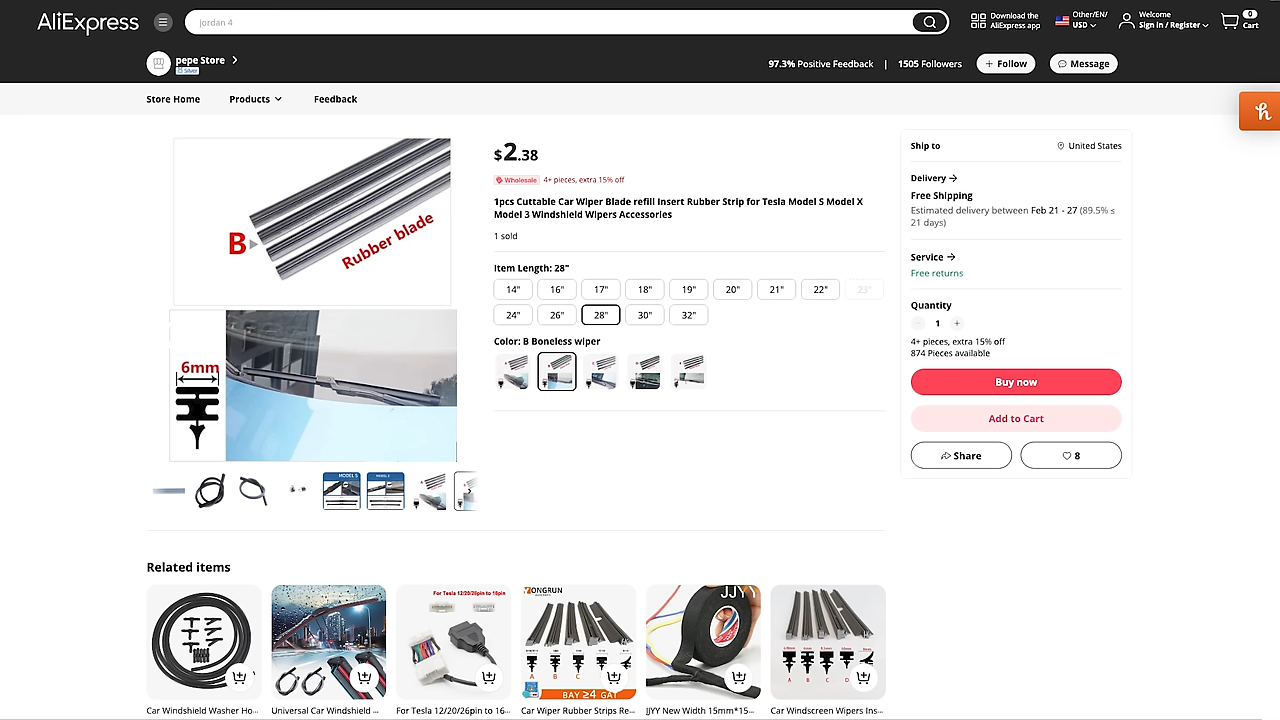 AliExpress
jordan 4
Download the
AliExpress app
Other/EN/
USD
Welcome
Sign in / Register
0
Cart
pepe Store
Silver
97.3% Positive Feedback | 1505 Followers
+ Follow
Message
Store Home
Products
Feedback
B
Rubber blade
6mm
MODEL S
$2.38
Wholesale 4+ pieces, extra 15% off
1pcs Cuttable Car Wiper Blade refill Insert Rubber Strip for Tesla Model S Model X
Model 3 Windshield Wipers Accessories
1 sold
Item Length: 28"
14" 16" 17" 18" 19" 20" 21" 22" 23"
24" 26" 28" 30" 32"
Color: B Boneless wiper
Ship to
United States
Delivery
Free Shipping
Estimated delivery between Feb 21 - 27 (89.5% ≤
21 days)
Service
Free returns
Quantity
- 1 +
4+ pieces, extra 15% off
874 Pieces available
Buy now
Add to Cart
Share
8
Related items
For Tesla 12/20/26pin to 16pin
ZONGRUN
A B C
BAY ≥4 GAT
JJYY
A B C D
Car Windshield Washer Ho...
Universal Car Windshield ...
For Tesla 12/20/26pin to 16...
Car Wiper Rubber Strips Re...
JJYY New Width 15mm*15...
Car Windscreen Wipers Ins...